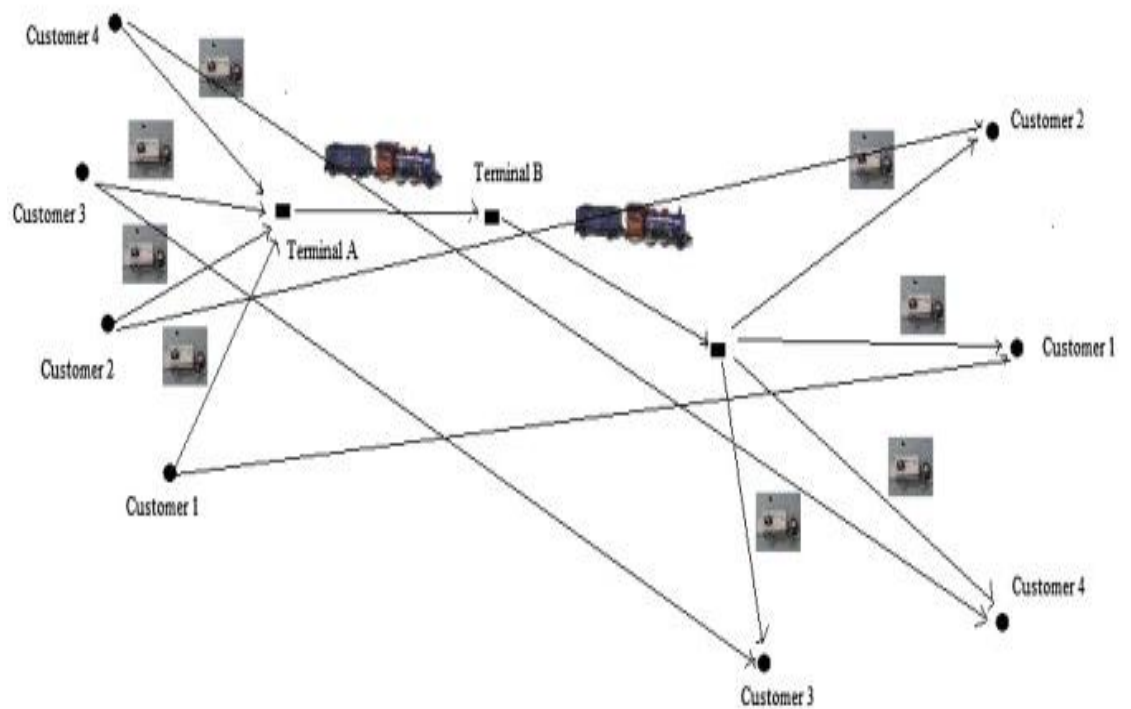 Customer 4
Customer 3
Customer 2
Customer 1
Terminal A
Terminal B
Customer 2
Customer 1
Customer 4
Customer 3